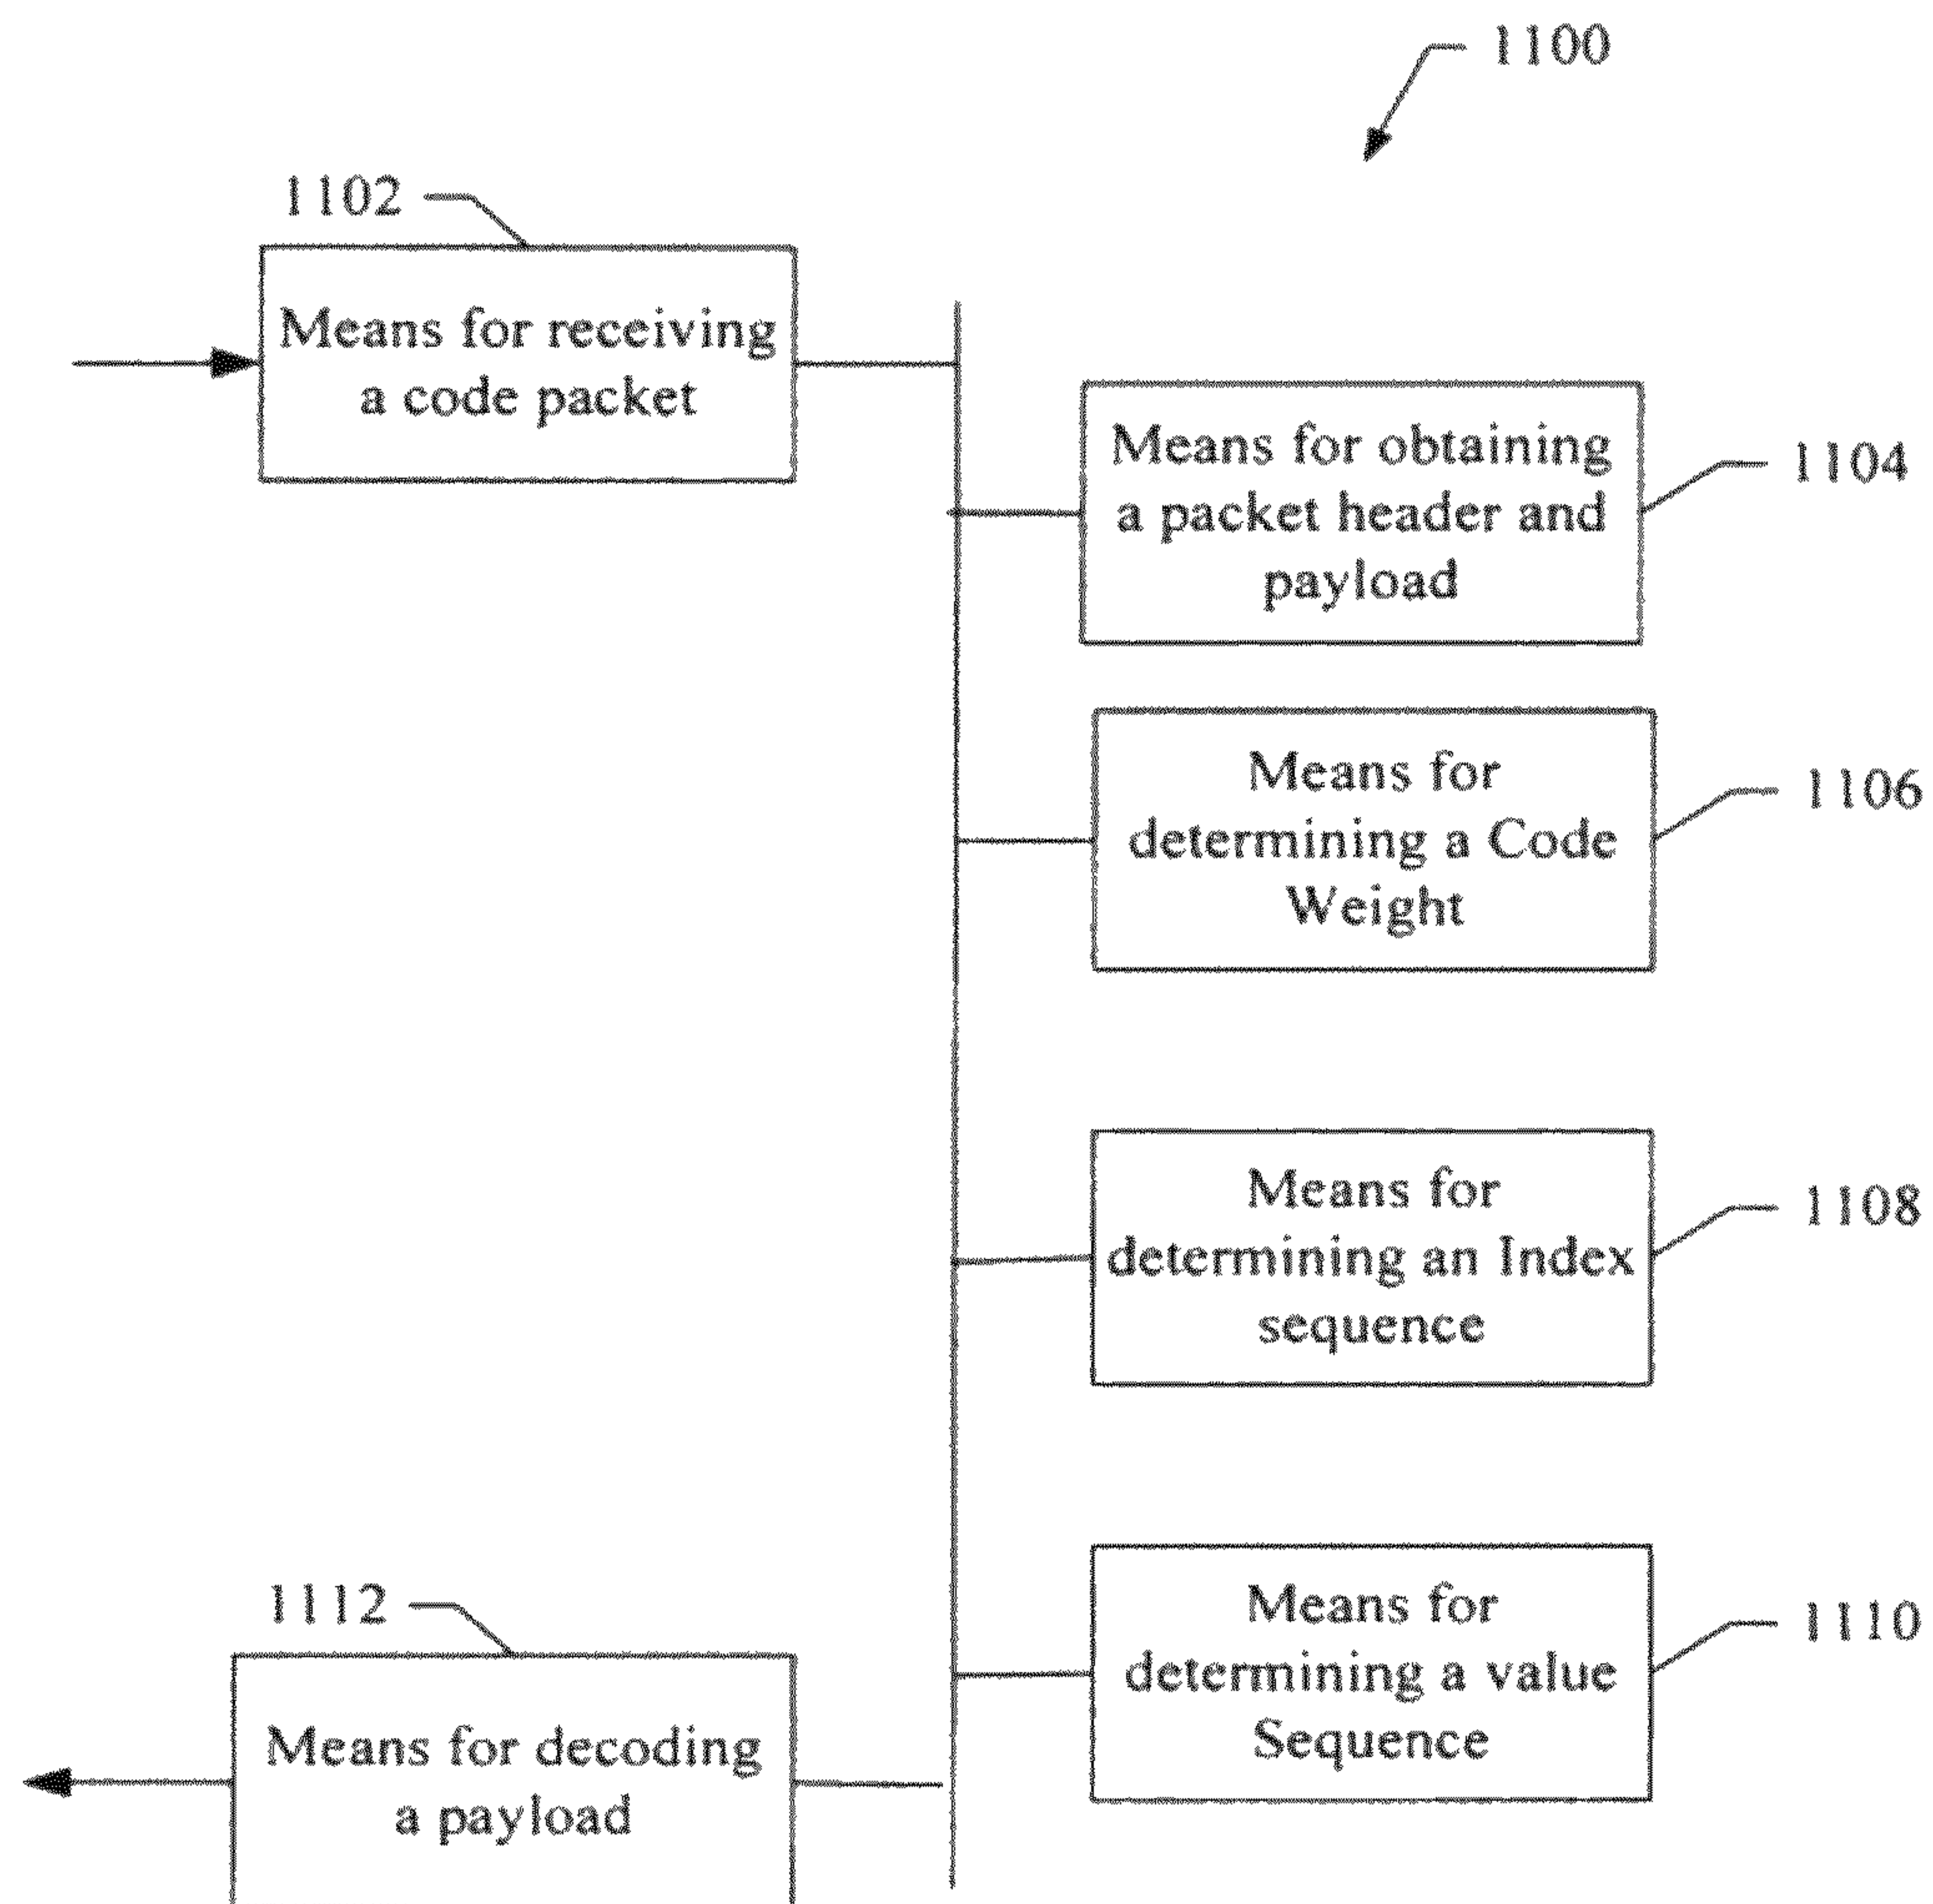 1100
1102
Means for receiving
a code packet
Means for obtaining
a packet header and
payload
1104
Means for
determining a Code
Weight
1106
Means for
determining an Index
sequence
1108
Means for
determining a value
Sequence
1110
1112
Means for decoding
a payload